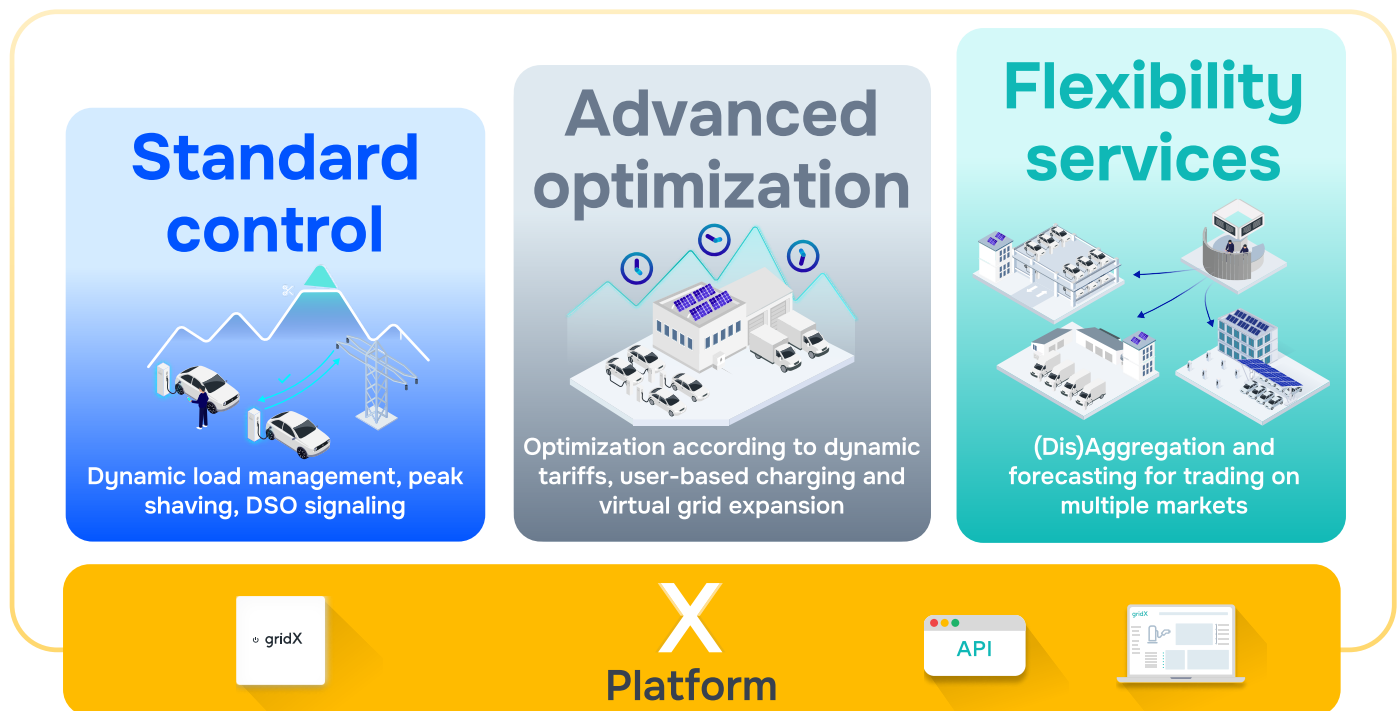 Standard
control
Dynamic load management, peak
shaving, DSO signaling
Advanced
optimization
Optimization according to dynamic
tariffs, user-based charging and
virtual grid expansion
Flexibility
services
(Dis)Aggregation and
forecasting for trading on
multiple markets
gridX
X
Platform
API
gridX